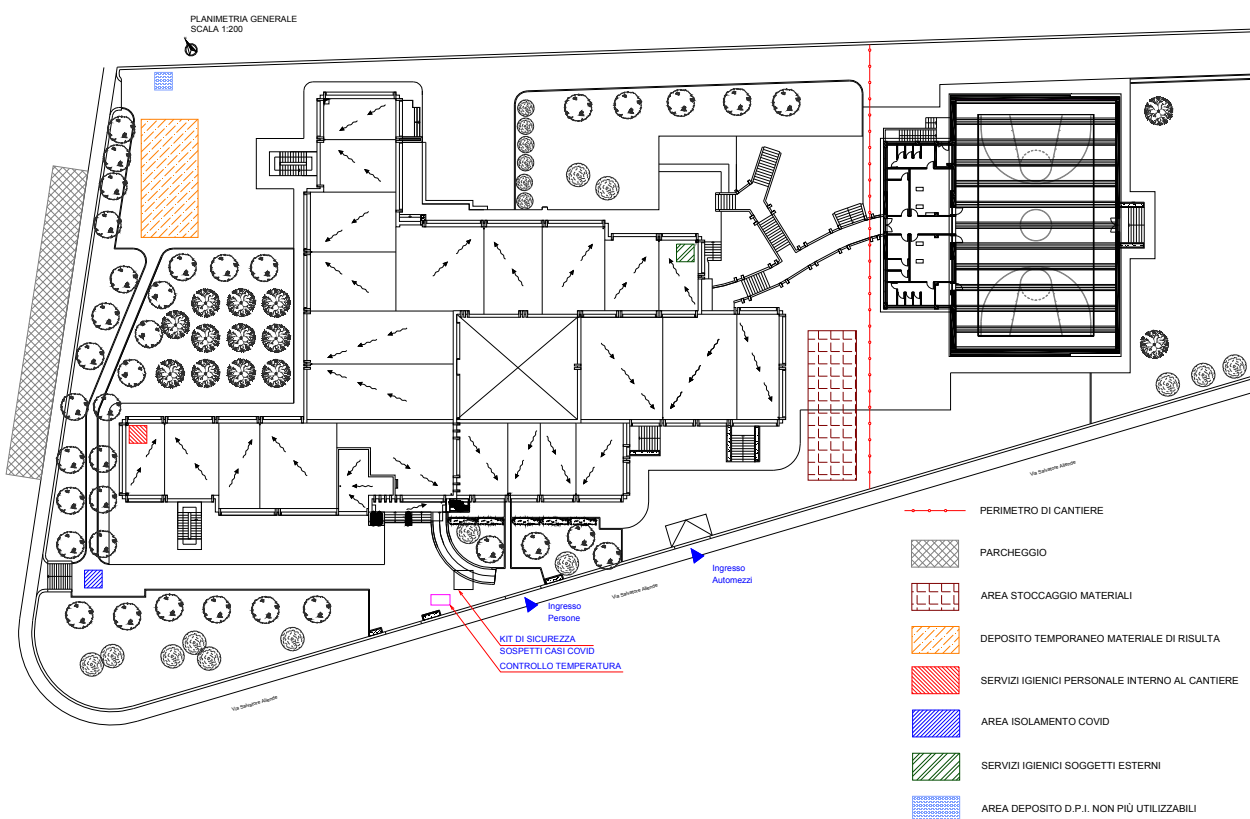 PLANIMETRIA GENERALE
SCALA 1:200
Via Salvatore Allende
PERIMETRO DI CANTIERE
PARCHEGGIO
Ingresso
Automezzi
AREA STOCCAGGIO MATERIALI
Via Salvatore Allende
Ingresso
Persone
KIT DI SICUREZZA
SOSPETTI CASI COVID
CONTROLLO TEMPERATURA
DEPOSITO TEMPORANEO MATERIALE DI RISULTA
SERVIZI IGIENICI PERSONALE INTERNO AL CANTIERE
Via Salvatore Allende
AREA ISOLAMENTO COVID
SERVIZI IGIENICI SOGGETTI ESTERNI
AREA DEPOSITO D.P.I. NON PIÙ UTILIZZABILI